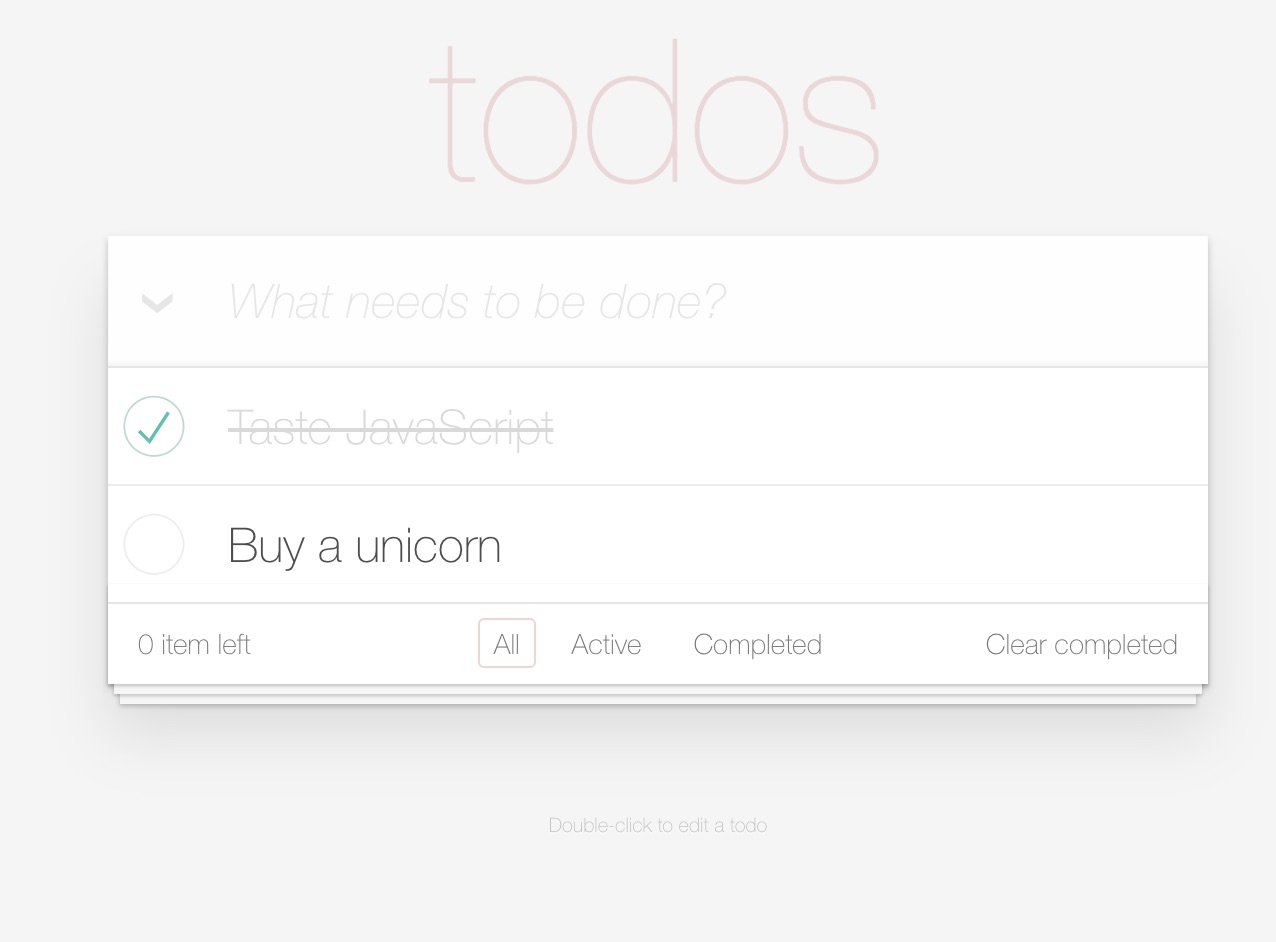 todos
What needs to be done?
Taste JavaScript
Buy a unicorn
0 item left All Active Completed Clear completed
Double-click to edit a todo